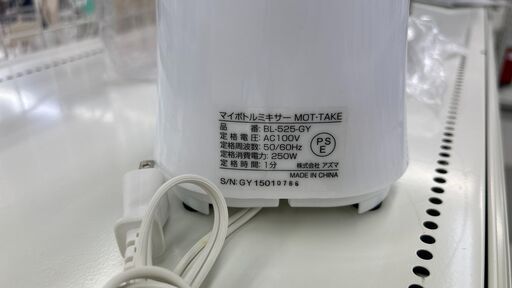 マイボトルミキサー MOT-TAKE
品　　　番: BL-525-GY
定 格 電 圧: AC100V
定格周波数: 50/60Hz
定格消費電力: 250W
定 格 時 間: 1分
P S
E
株式会社 アズマ
MADE IN CHINA
S/N: GY15010786